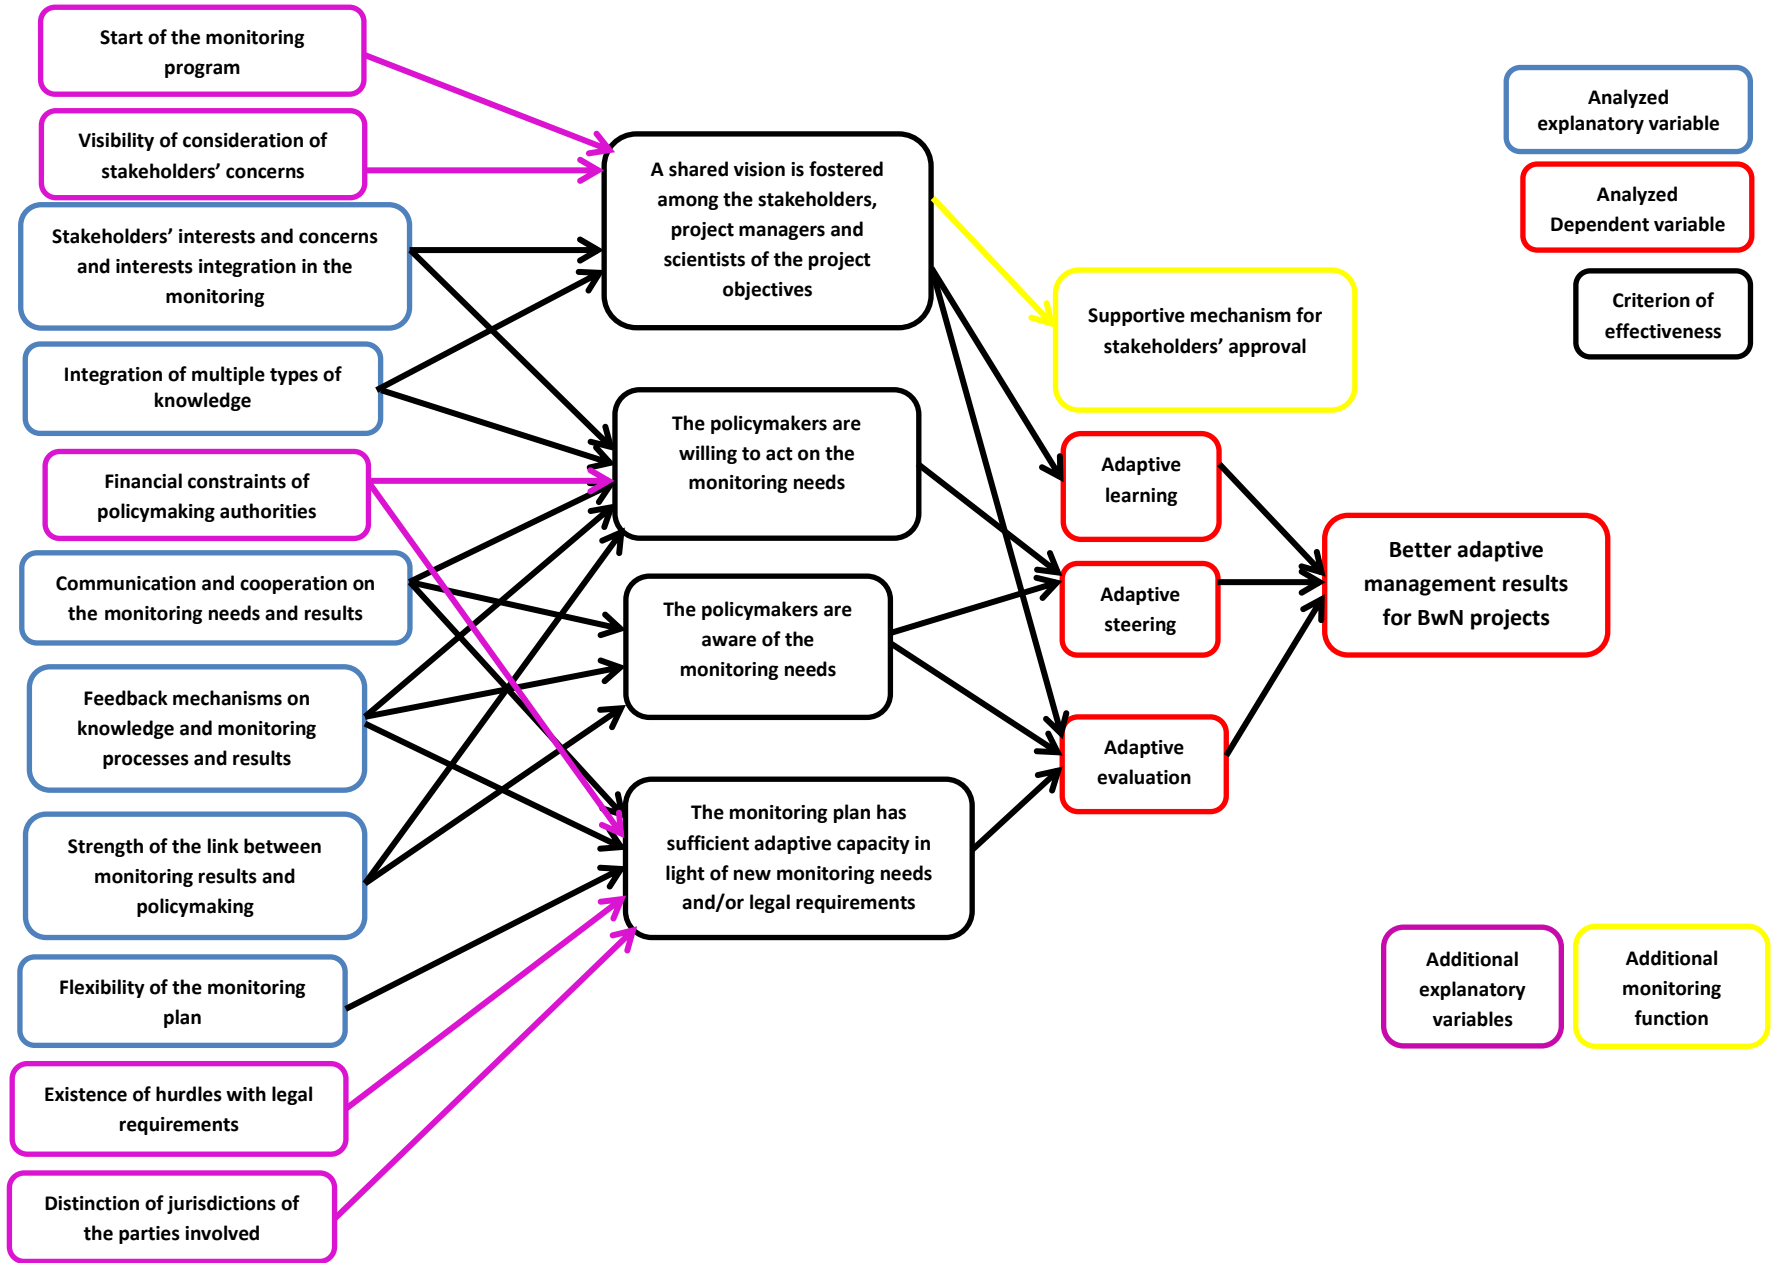 Start of the monitoring
program
Visibility of consideration of
stakeholders' concerns
Stakeholders' interests and concerns
and interests integration in the
monitoring
Integration of multiple types of
knowledge
Financial constraints of
policymaking authorities
Communication and cooperation on
the monitoring needs and results
Feedback mechanisms on
knowledge and monitoring
processes and results
Strength of the link between
monitoring results and
policymaking
Flexibility of the monitoring
plan
Existence of hurdles with legal
requirements
Distinction of jurisdictions of
the parties involved
A shared vision is fostered
among the stakeholders,
project managers and
scientists of the project
objectives
The policymakers are
willing to act on the
monitoring needs
The policymakers are
aware of the
monitoring needs
The monitoring plan has
sufficient adaptive capacity in
light of new monitoring needs
and/or legal requirements
Supportive mechanism for
stakeholders' approval
Adaptive
learning
Adaptive
steering
Adaptive
evaluation
Better adaptive
management results
for BwN projects
Analyzed
explanatory variable
Analyzed
Dependent variable
Criterion of
effectiveness
Additional
explanatory
variables
Additional
monitoring
function